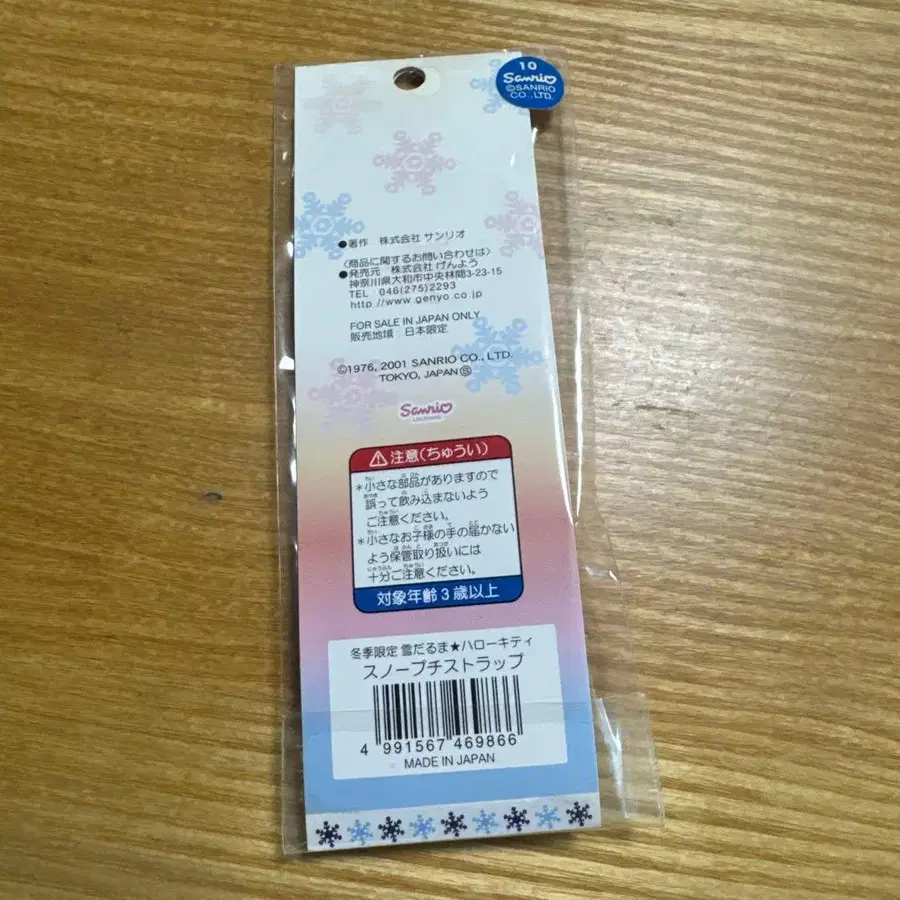 10
Sanrio
©SANRIO
CO., LTD.
●著作 株式会社 サンリオ
〈商品に関するお問い合わせは〉
●発売元 株式会社 げんよう
神奈川県大和市中央林間3-23-15
TEL 046(275)2293
http://www.genyo.co.jp
FOR SALE IN JAPAN ONLY
販売地域：日本限定
©1976, 2001 SANRIO CO., LTD.
TOKYO, JAPAN Ⓢ
Sanrio
⚠注意(ちゅうい)
*小さな部品がありますので
誤って飲み込まないよう
ご注意ください。
*小さなお子様の手の届かない
よう保管取り扱いには
十分ご注意ください。
対象年齢3歳以上
冬季限定 雪だるま★ハローキティ
スノープチストラップ
4 991567 469866
MADE IN JAPAN